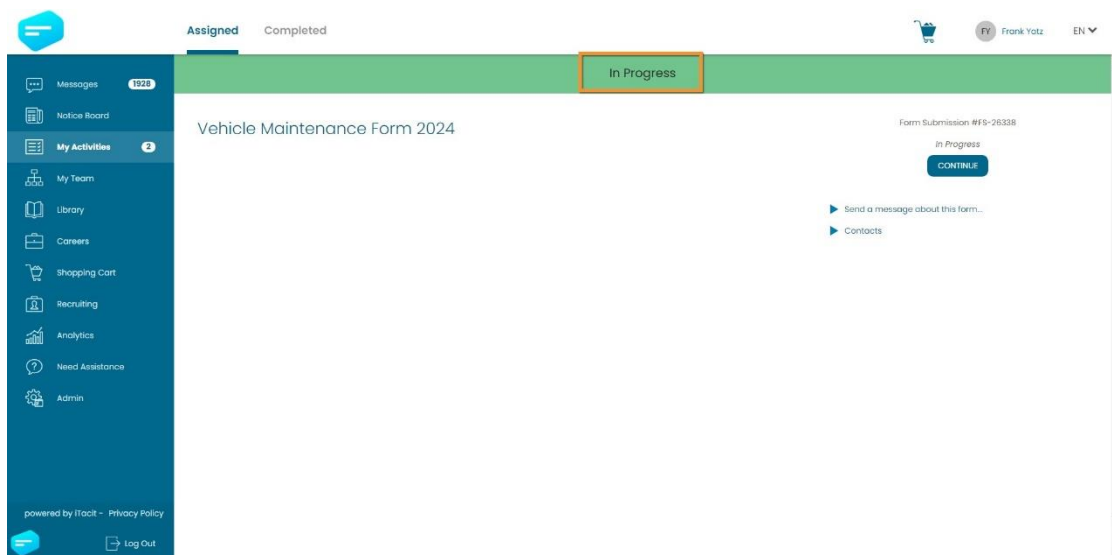 Assigned Completed
FY Frank Yatz EN
In Progress
Messages 1928
Notice Board
My Activities 2
My Team
Library
Careers
Shopping Cart
Recruiting
Analytics
Need Assistance
Admin
powered by iTacit - Privacy Policy
Log Out
Vehicle Maintenance Form 2024
Form Submission #FS-26338
In Progress
CONTINUE
Send a message about this form...
Contacts